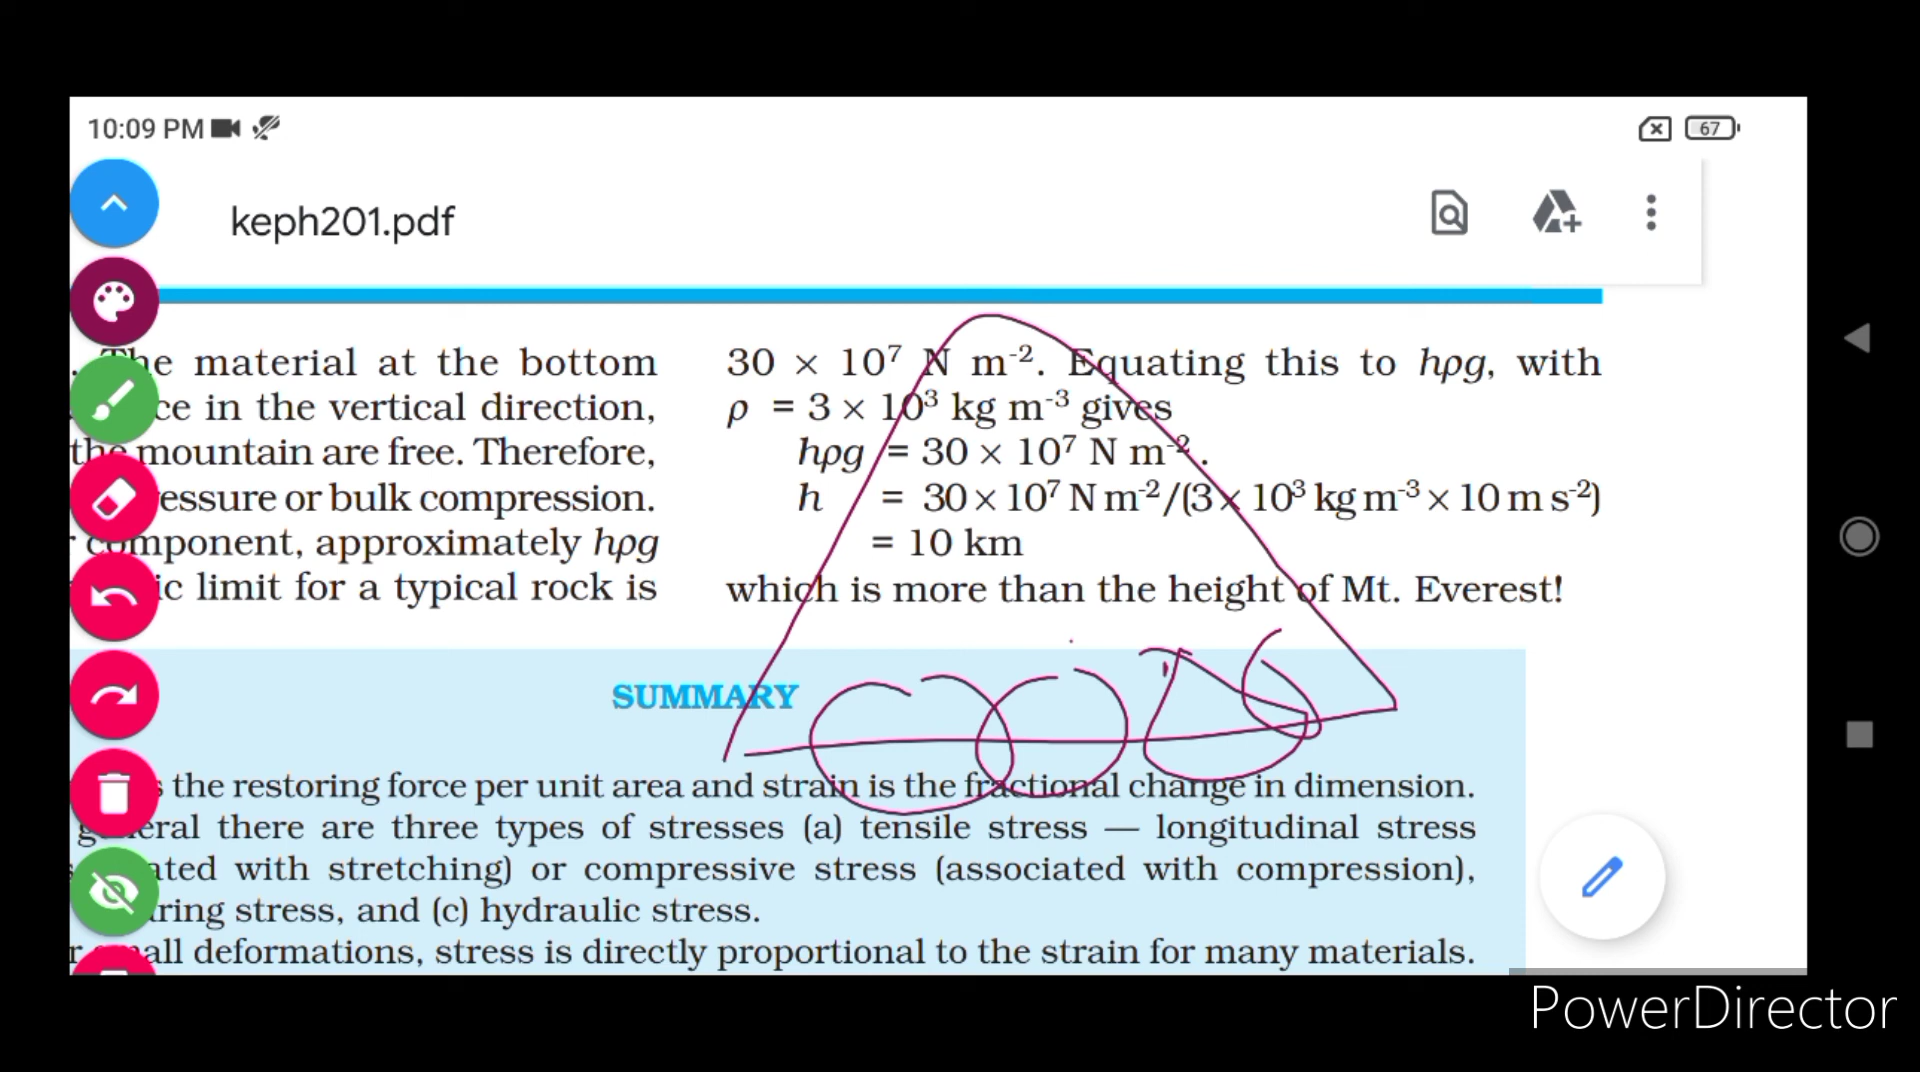 10:09 PM
67
keph201.pdf
. The material at the bottom
ce in the vertical direction,
the mountain are free. Therefore,
essure or bulk compression.
component, approximately hρg
ic limit for a typical rock is
30 × 10⁷ N m⁻². Equating this to hρg, with
ρ = 3 × 10³ kg m⁻³ gives
hρg = 30 × 10⁷ N m⁻² .
h = 30 × 10⁷ N m⁻²/(3 × 10³ kg m⁻³ × 10 m s⁻²)
= 10 km
which is more than the height of Mt. Everest!
SUMMARY
s the restoring force per unit area and strain is the fractional change in dimension.
general there are three types of stresses (a) tensile stress — longitudinal stress
ated with stretching) or compressive stress (associated with compression),
ring stress, and (c) hydraulic stress.
all deformations, stress is directly proportional to the strain for many materials.
PowerDirector